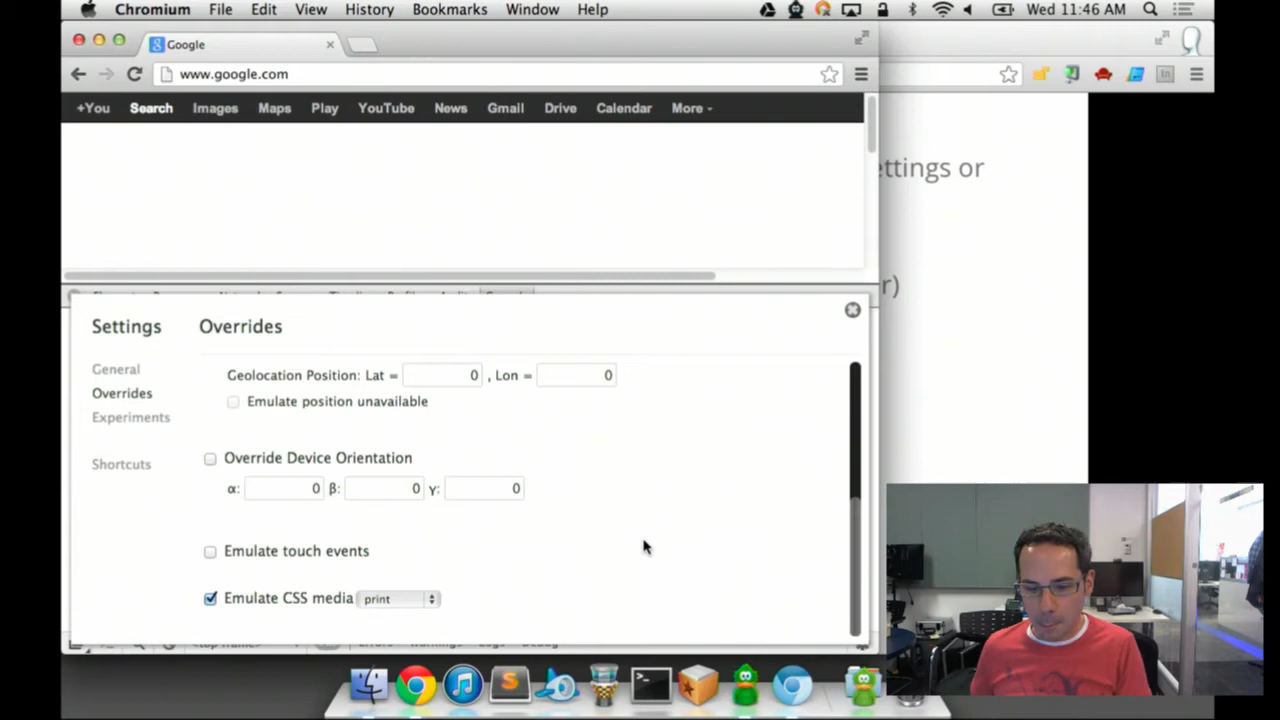 Chromium File Edit View History Bookmarks Window Help Wed 11:46 AM
Google
www.google.com
+You Search Images Maps Play YouTube News Gmail Drive Calendar More
ettings or
r)
Settings
General
Overrides
Experiments
Shortcuts
Overrides
Geolocation Position: Lat = 0 , Lon = 0
Emulate position unavailable
Override Device Orientation
α: 0 β: 0 γ: 0
Emulate touch events
Emulate CSS media print